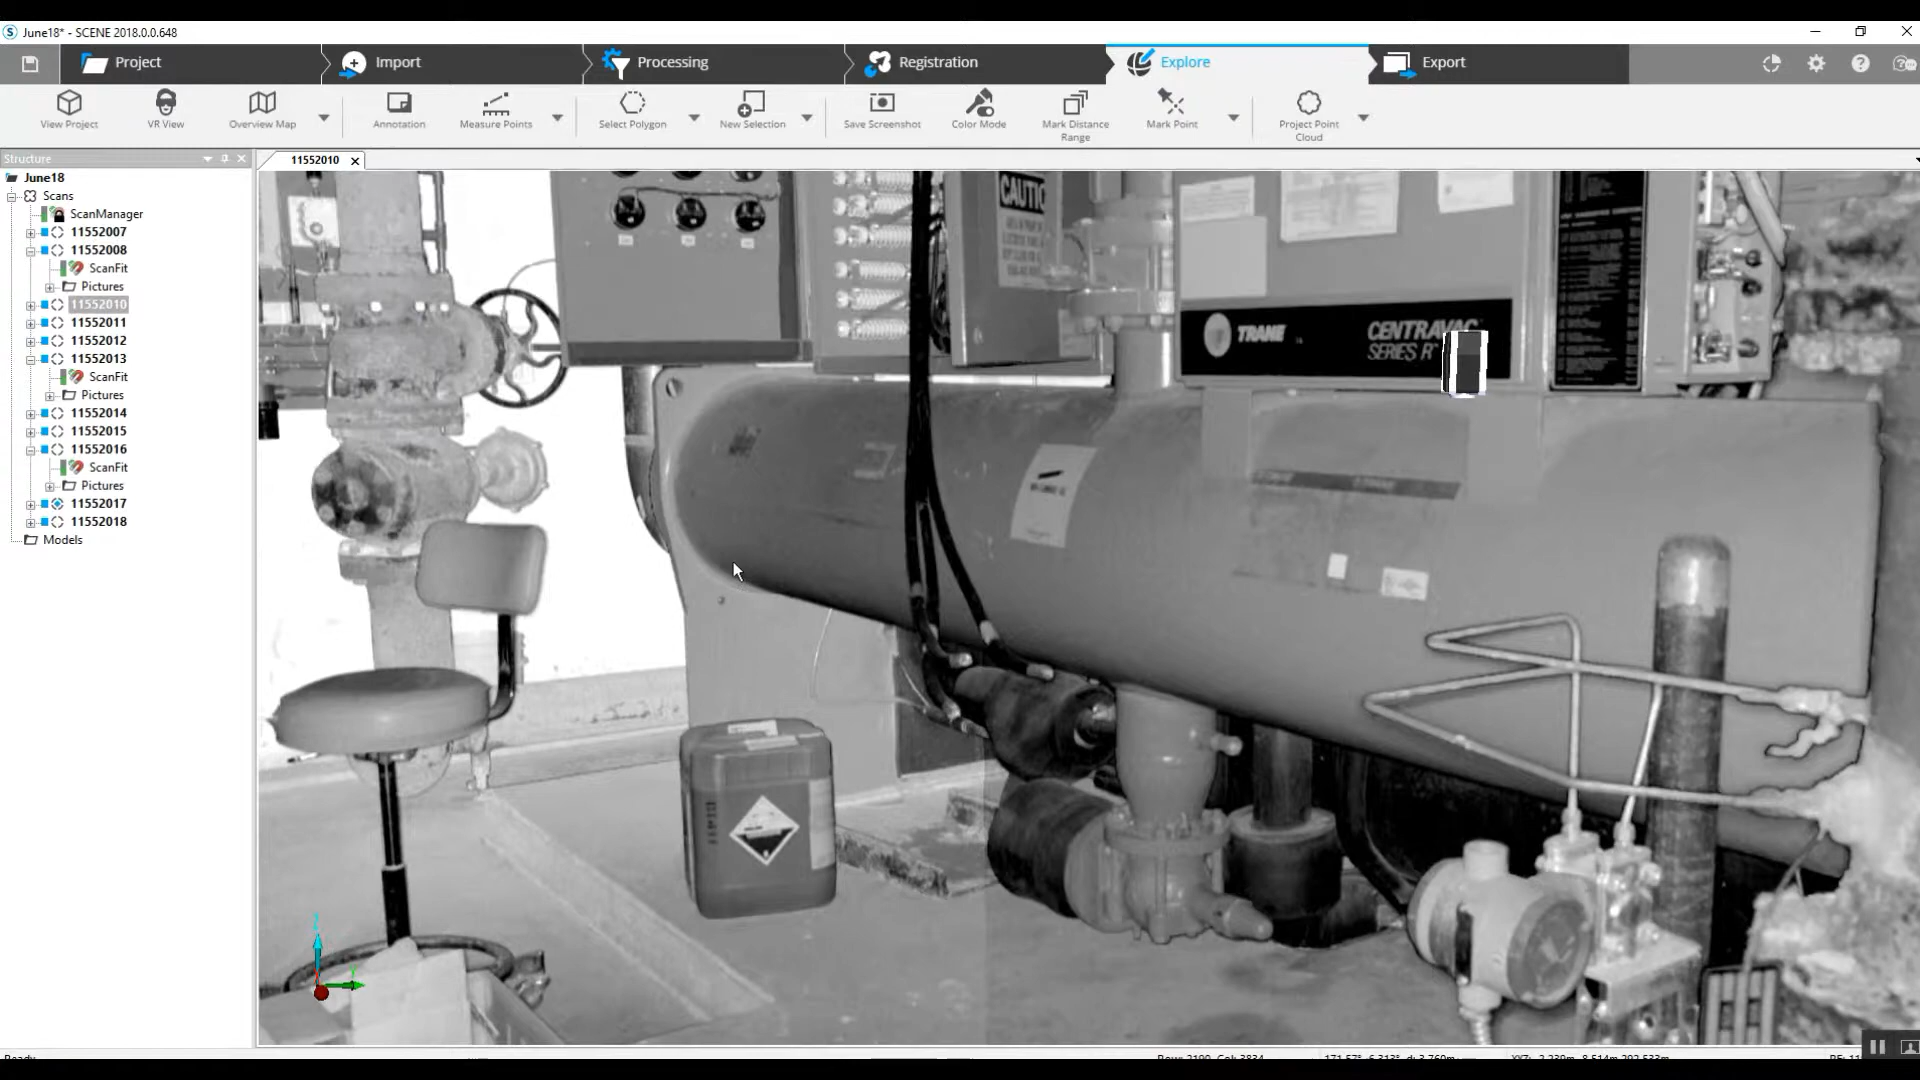 June18* - SCENE 2018.0.0.648
Project
Import
Processing
Registration
Explore
Export
View Project
VR View
Overview Map
Annotation
Measure Points
Select Polygon
New Selection
Save Screenshot
Color Mode
Mark Distance
Range
Mark Point
Project Point
Cloud
Structure
11552010
June18
Scans
ScanManager
11552007
11552008
ScanFit
Pictures
11552010
11552011
11552012
11552013
ScanFit
Pictures
11552014
11552015
11552016
ScanFit
Pictures
11552017
11552018
Models
TRANE
CENTRAVAC
SERIES R
Ready